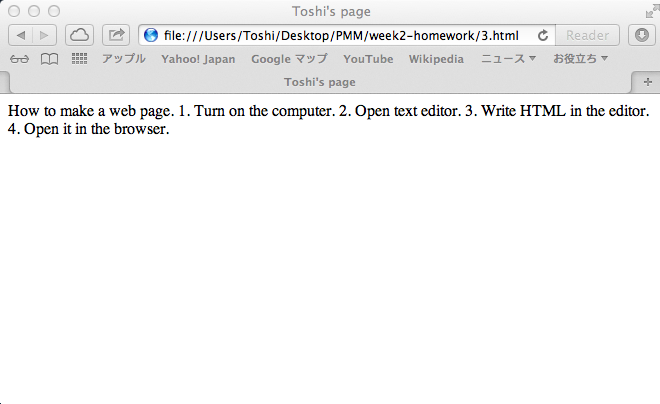 Toshi's page
file:///Users/Toshi/Desktop/PMM/week2-homework/3.html
Reader
アップル Yahoo! Japan Google マップ YouTube Wikipedia ニュース▼ お役立ち▼
Toshi's page
+
How to make a web page. 1. Turn on the computer. 2. Open text editor. 3. Write HTML in the editor.
4. Open it in the browser.